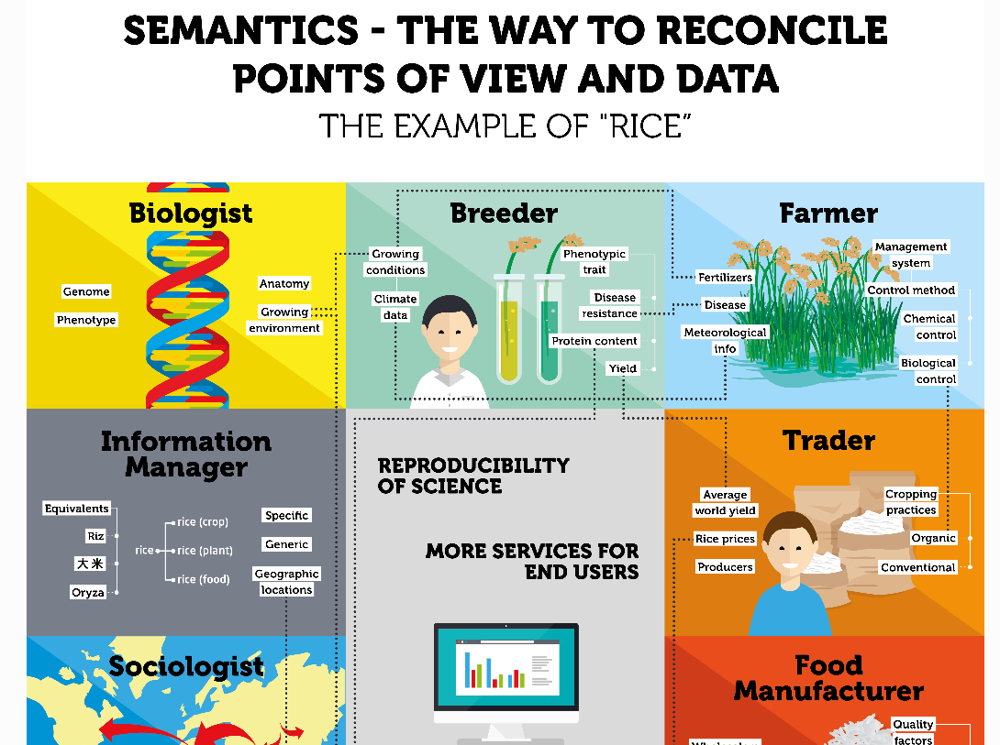 SEMANTICS - THE WAY TO RECONCILE
POINTS OF VIEW AND DATA
THE EXAMPLE OF "RICE”
Biologist
Genome
Phenotype
Anatomy
Growing
environment
Breeder
Growing
conditions
Climate
data
Phenotypic
trait
Disease
resistance
Protein content
Yield
Farmer
Fertilizers
Disease
Meteorological
info
Management
system
Control method
Chemical
control
Biological
control
Information
Manager
Equivalents
Riz
大米
Oryza
rice
rice (crop)
rice (plant)
rice (food)
Specific
Generic
Geographic
locations
REPRODUCIBILITY
OF SCIENCE
MORE SERVICES FOR
END USERS
Trader
Average
world yield
Rice prices
Producers
Cropping
practices
Organic
Conventional
Sociologist
Food
Manufacturer
Quality
factors